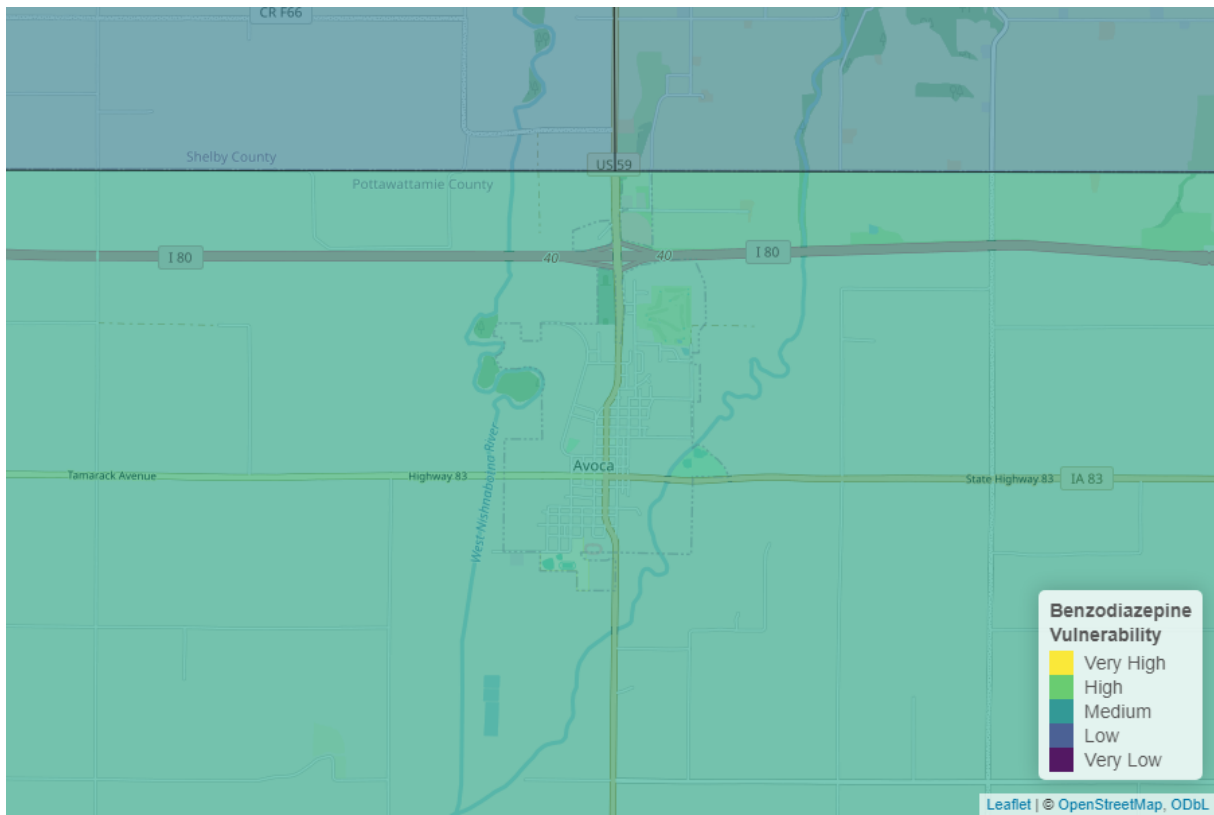 CR F66
Shelby County
US 59
Pottawattamie County
I 80
40
40
I 80
West Nishnabotna River
Avoca
Tamarack Avenue
Highway 83
State Highway 83
IA 83
Benzodiazepine
Vulnerability
Very High
High
Medium
Low
Very Low
Leaflet | © OpenStreetMap, ODbL